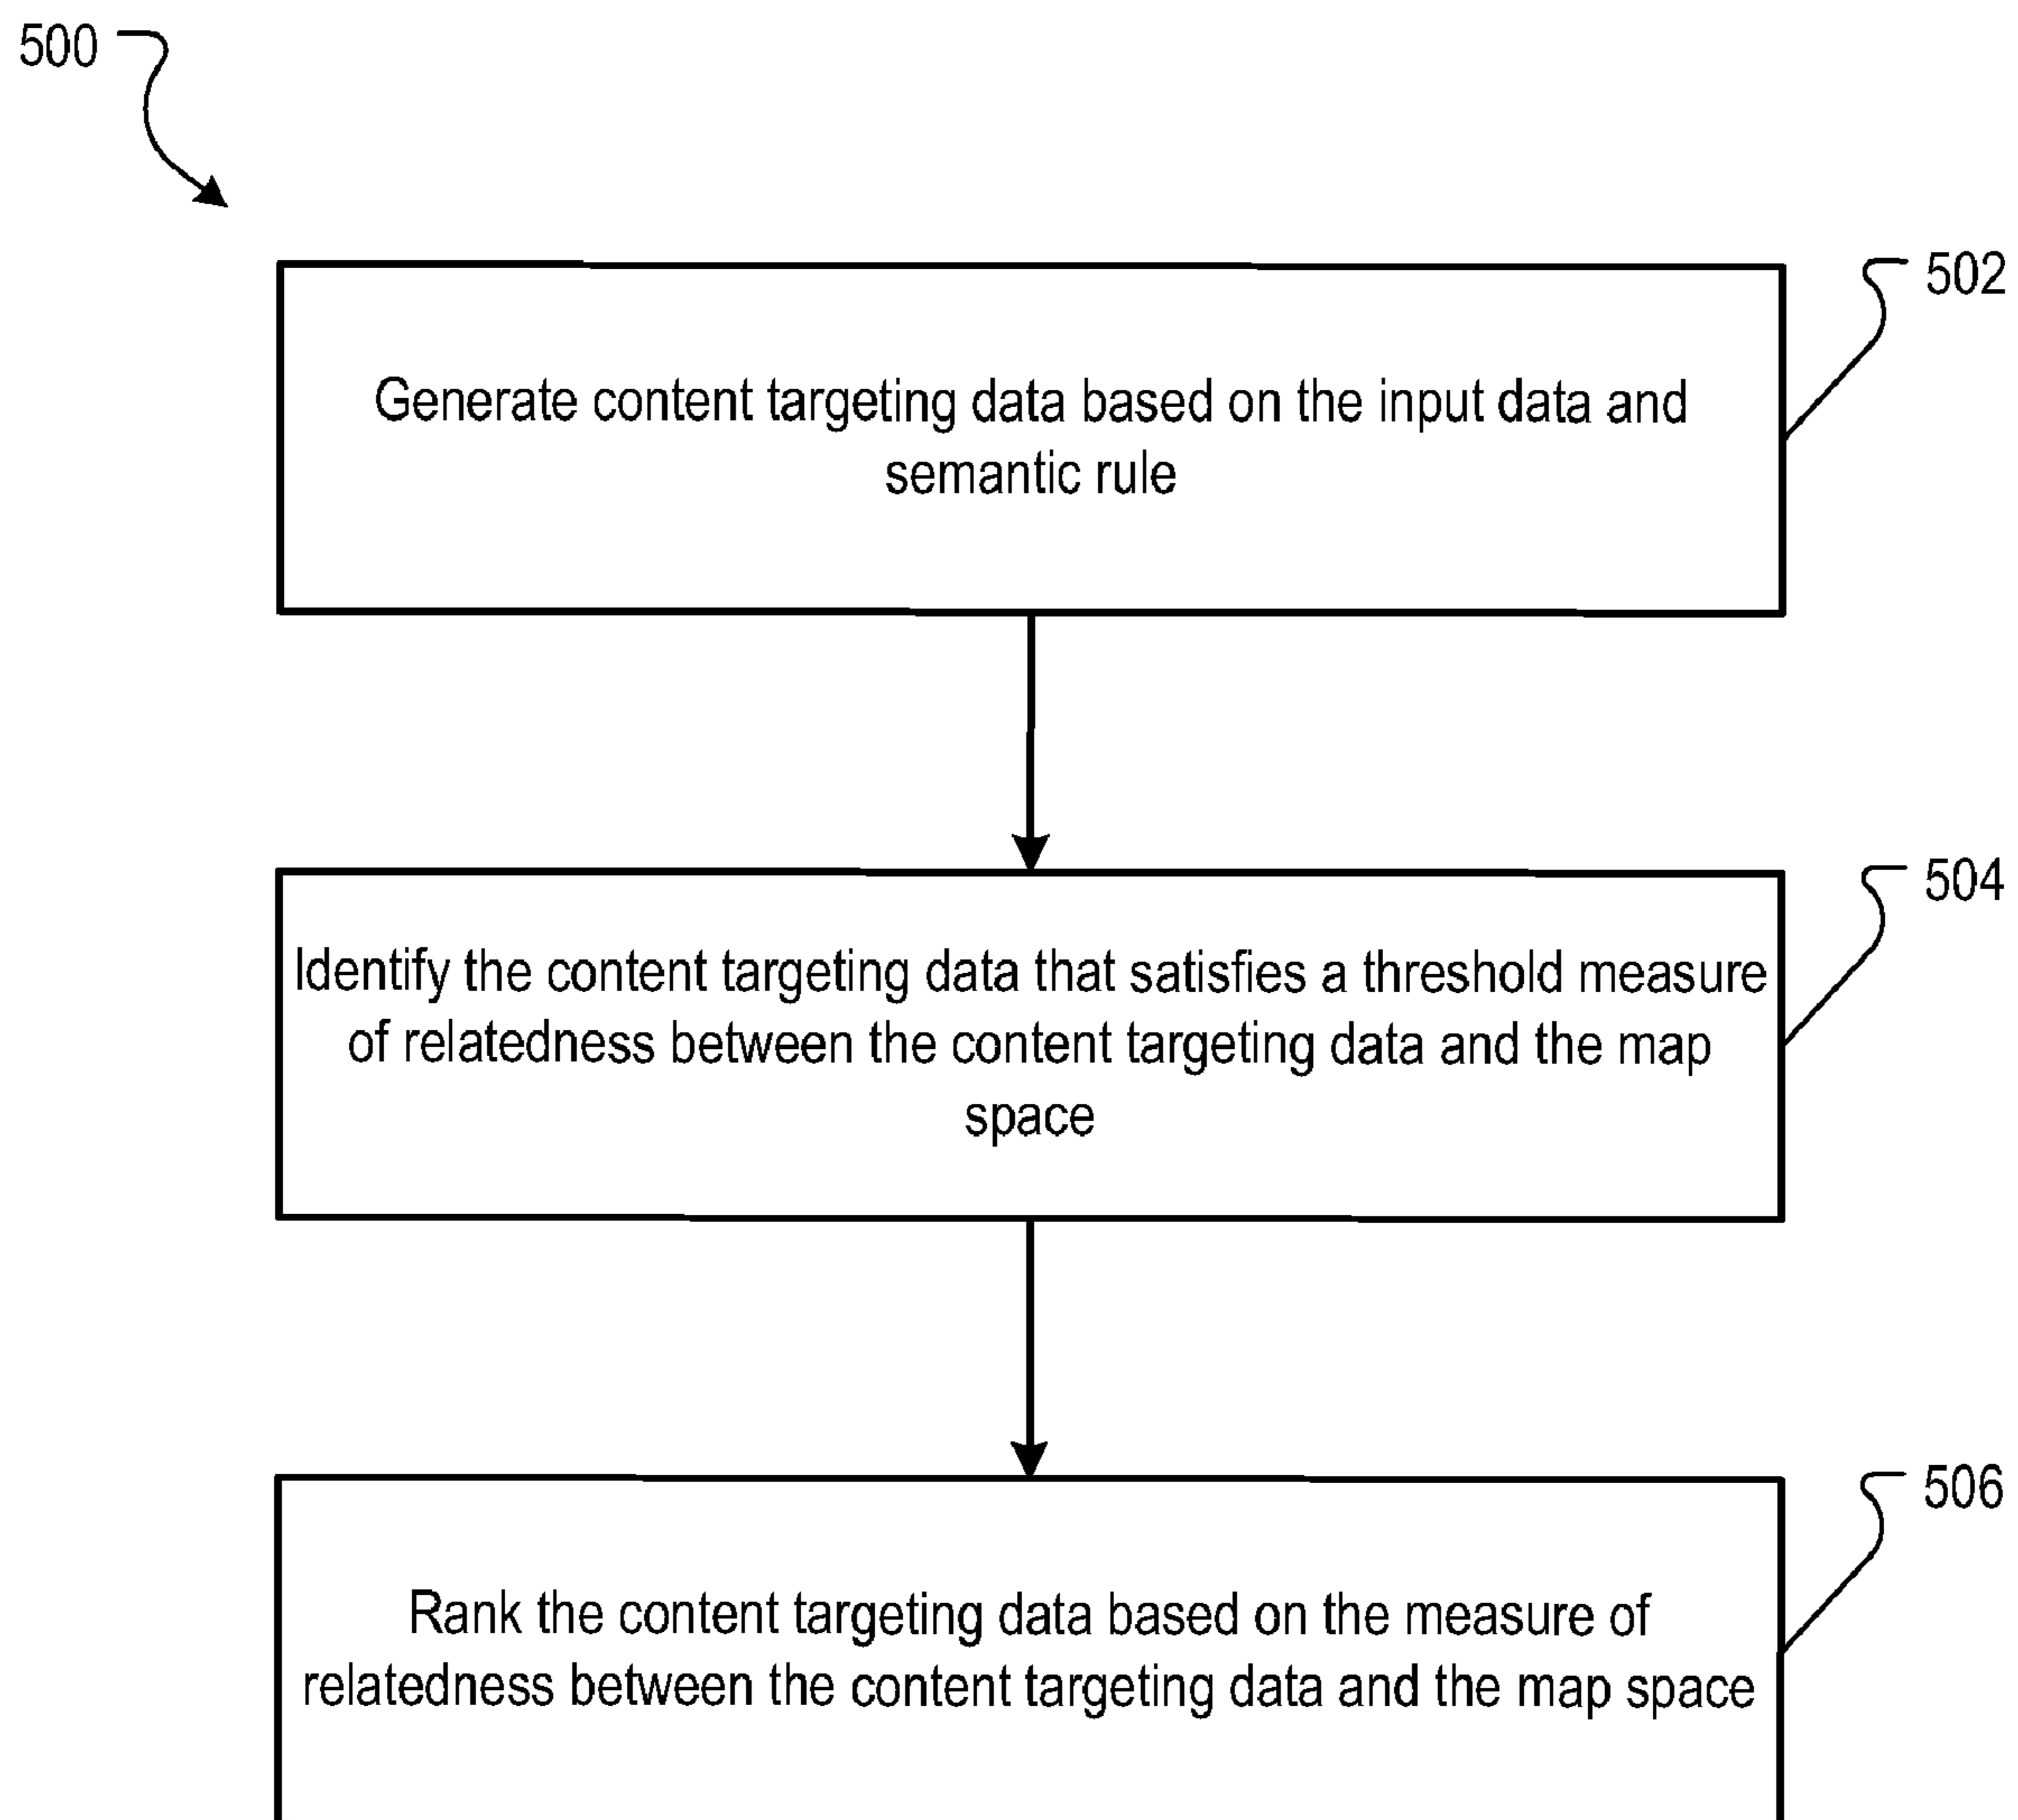 500
502
Generate content targeting data based on the input data and
semantic rule
504
Identify the content targeting data that satisfies a threshold measure
of relatedness between the content targeting data and the map
space
506
Rank the content targeting data based on the measure of
relatedness between the content targeting data and the map space